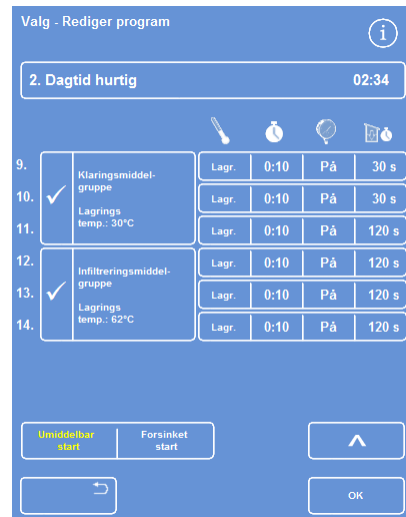 Valg - Rediger program
i
2. Dagtid hurtig 02:34
9. Lagr. 0:10 På 30 s
Klaringsmiddel-
gruppe
10. Lagr. 0:10 På 30 s
Lagrings
temp.: 30°C
11. Lagr. 0:10 På 120 s
12. Lagr. 0:10 På 120 s
Infiltreringsmiddel-
gruppe
13. Lagr. 0:10 På 120 s
Lagrings
temp.: 62°C
14. Lagr. 0:10 På 120 s
Umiddelbar
start
Forsinket
start
OK